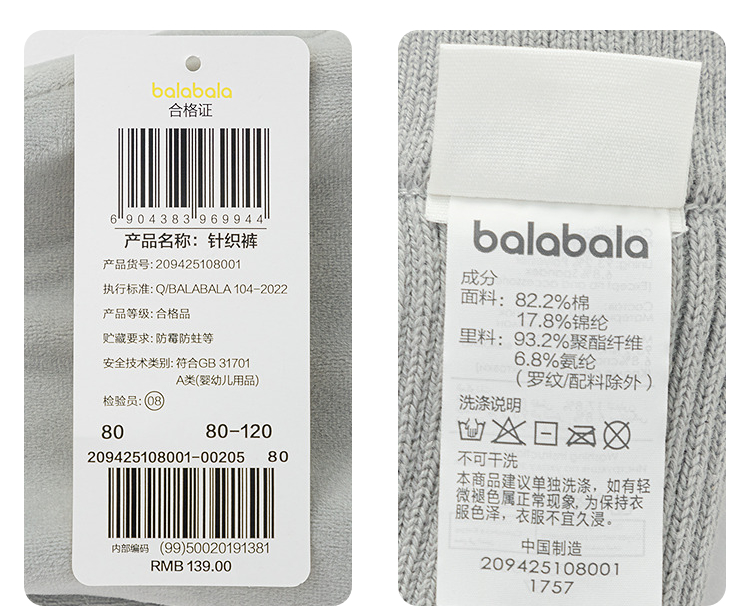 balabala
合格证
6 904383 969944
产品名称：针织裤
产品货号: 209425108001
执行标准: Q/BALABALA 104-2022
产品等级: 合格品
贮藏要求: 防霉防蛀等
安全技术类别: 符合GB 31701
A类(婴幼儿用品)
检验员: 08
80 80-120
209425108001-00205 80
内部编码 (99)50020191381
RMB 139.00
balabala
成分
面料: 82.2%棉
17.8%锦纶
里料: 93.2%聚酯纤维
6.8%氨纶
(罗纹/配料除外)
洗涤说明
不可干洗
本商品建议单独洗涤, 如有轻
微褪色属正常现象, 为保持衣
服色泽, 衣服不宜久浸。
中国制造
209425108001
1757